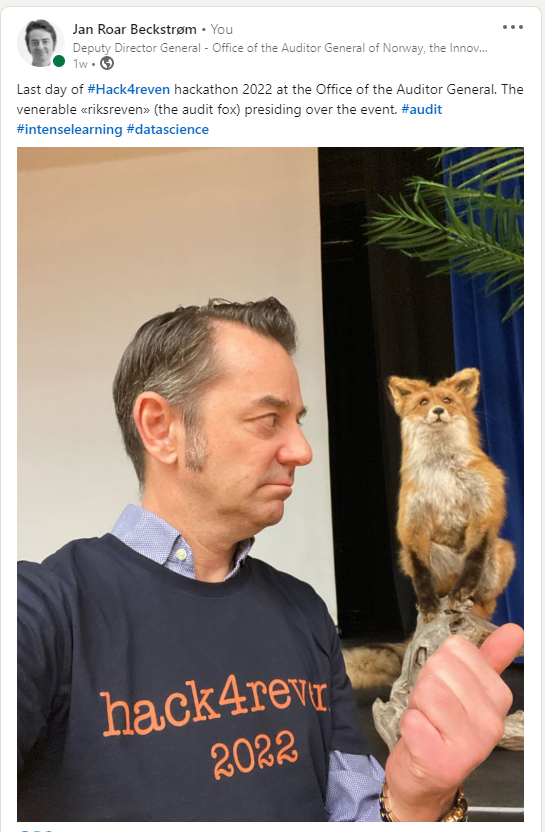 Jan Roar Beckstrøm • You
Deputy Director General - Office of the Auditor General of Norway, the Innov...
1w •
Last day of #Hack4reven hackathon 2022 at the Office of the Auditor General. The
venerable «riksreven» (the audit fox) presiding over the event. #audit
#intenselearning #datascience
hack4rever
2022